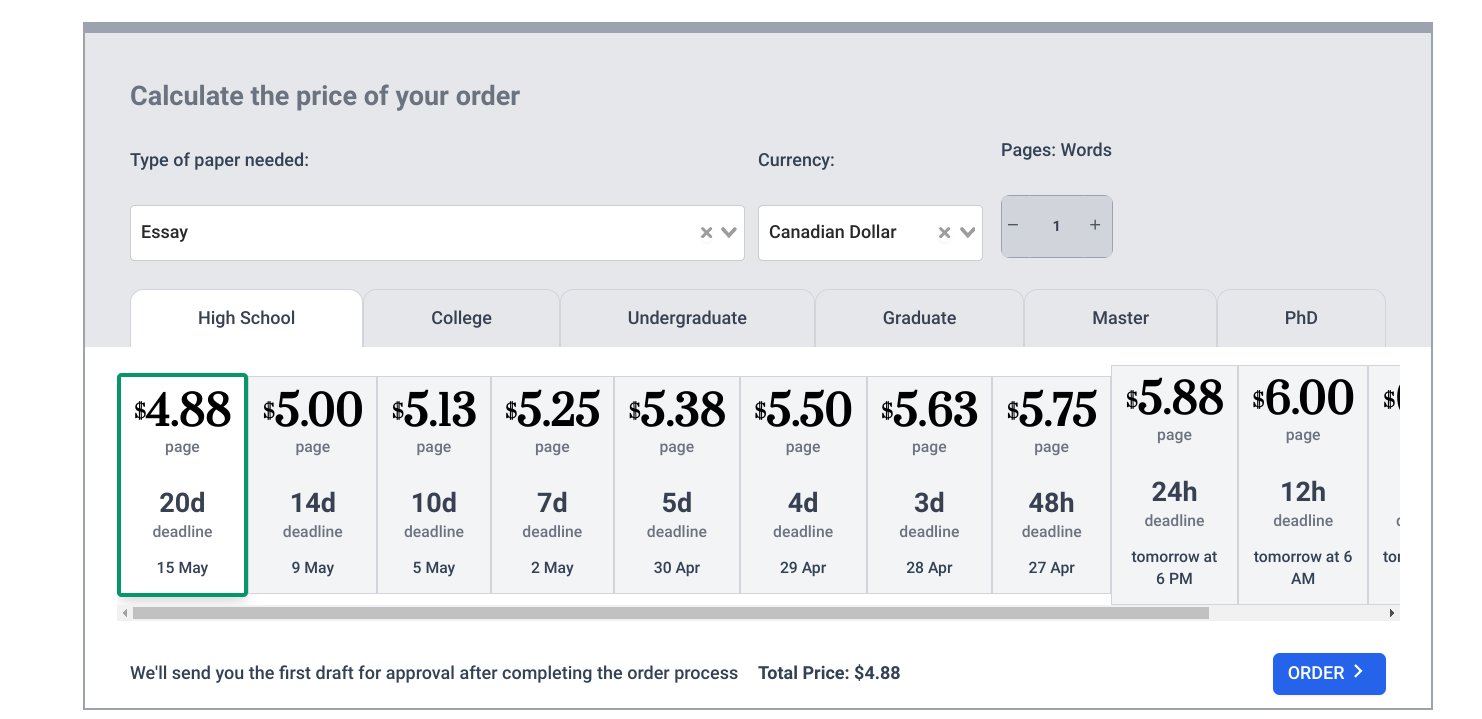 Calculate the price of your order
Type of paper needed:
Currency:
Pages: Words
Essay
Canadian Dollar
− 1 +
High School
College
Undergraduate
Graduate
Master
PhD
$4.88
page
20d
deadline
15 May
$5.00
page
14d
deadline
9 May
$5.13
page
10d
deadline
5 May
$5.25
page
7d
deadline
2 May
$5.38
page
5d
deadline
30 Apr
$5.50
page
4d
deadline
29 Apr
$5.63
page
3d
deadline
28 Apr
$5.75
page
48h
deadline
27 Apr
$5.88
page
24h
deadline
tomorrow at
6 PM
$6.00
page
12h
deadline
tomorrow at 6
AM
$
We'll send you the first draft for approval after completing the order process
Total Price: $4.88
ORDER